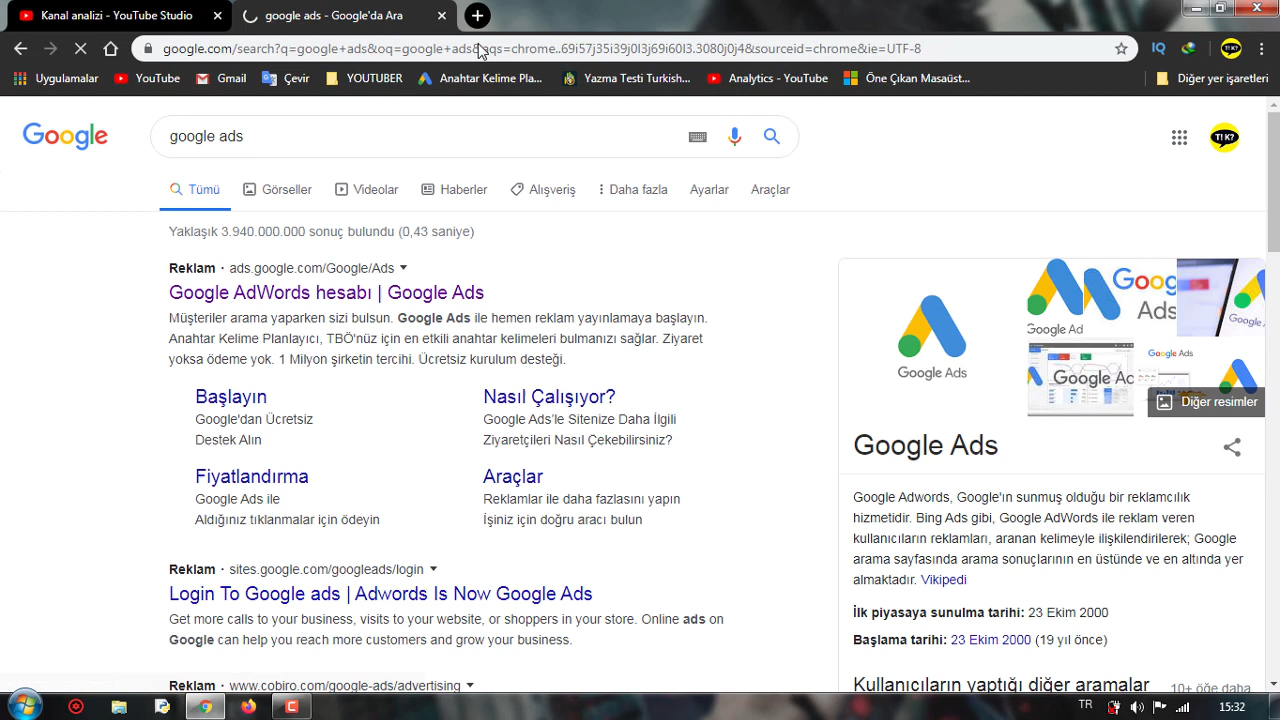 Kanal analizi - YouTube Studio
google ads - Google'da Ara
google.com/search?q=google+ads&oq=google+ads&aqs=chrome..69i57j35i39j0l3j69i60l3.3080j0j4&sourceid=chrome&ie=UTF-8
IQ
T! K?
Uygulamalar
YouTube
Gmail
Çevir
YOUTUBER
Anahtar Kelime Pla...
Yazma Testi Turkish...
Analytics - YouTube
Öne Çıkan Masaüst...
Diğer yer işaretleri
Google
google ads
T! K?
Tümü
Görseller
Videolar
Haberler
Alışveriş
Daha fazla
Ayarlar
Araçlar
Yaklaşık 3.940.000.000 sonuç bulundu (0,43 saniye)
Reklam · ads.google.com/Google/Ads
Google AdWords hesabı | Google Ads
Müşteriler arama yaparken sizi bulsun. Google Ads ile hemen reklam yayınlamaya başlayın.
Anahtar Kelime Planlayıcı, TBÖ'nüz için en etkili anahtar kelimeleri bulmanızı sağlar. Ziyaret
yoksa ödeme yok. 1 Milyon şirketin tercihi. Ücretsiz kurulum desteği.
Başlayın
Google'dan Ücretsiz
Destek Alın
Nasıl Çalışıyor?
Google Ads'le Sitenize Daha İlgili
Ziyaretçileri Nasıl Çekebilirsiniz?
Fiyatlandırma
Google Ads ile
Aldığınız tıklanmalar için ödeyin
Araçlar
Reklamlar ile daha fazlasını yapın
İşiniz için doğru aracı bulun
Reklam · sites.google.com/googleads/login
Login To Google ads | Adwords Is Now Google Ads
Get more calls to your business, visits to your website, or shoppers in your store. Online ads on
Google can help you reach more customers and grow your business.
Reklam · www.cobiro.com/google-ads/advertising
Google Ads
Goog
Ads
Google Ad
Google Ac
Google Ads
Diğer resimler
Google Ads
Google Adwords, Google'ın sunmuş olduğu bir reklamcılık
hizmetidir. Bing Ads gibi, Google AdWords ile reklam veren
kullanıcıların reklamları, aranan kelimeyle ilişkilendirilerek; Google
arama sayfasında arama sonuçlarının en üstünde ve en altında yer
almaktadır. Vikipedi
İlk piyasaya sunulma tarihi: 23 Ekim 2000
Başlama tarihi: 23 Ekim 2000 (19 yıl önce)
Kullanıcıların yaptığı diğer aramalar
10+ öğe daha
TR
15:32